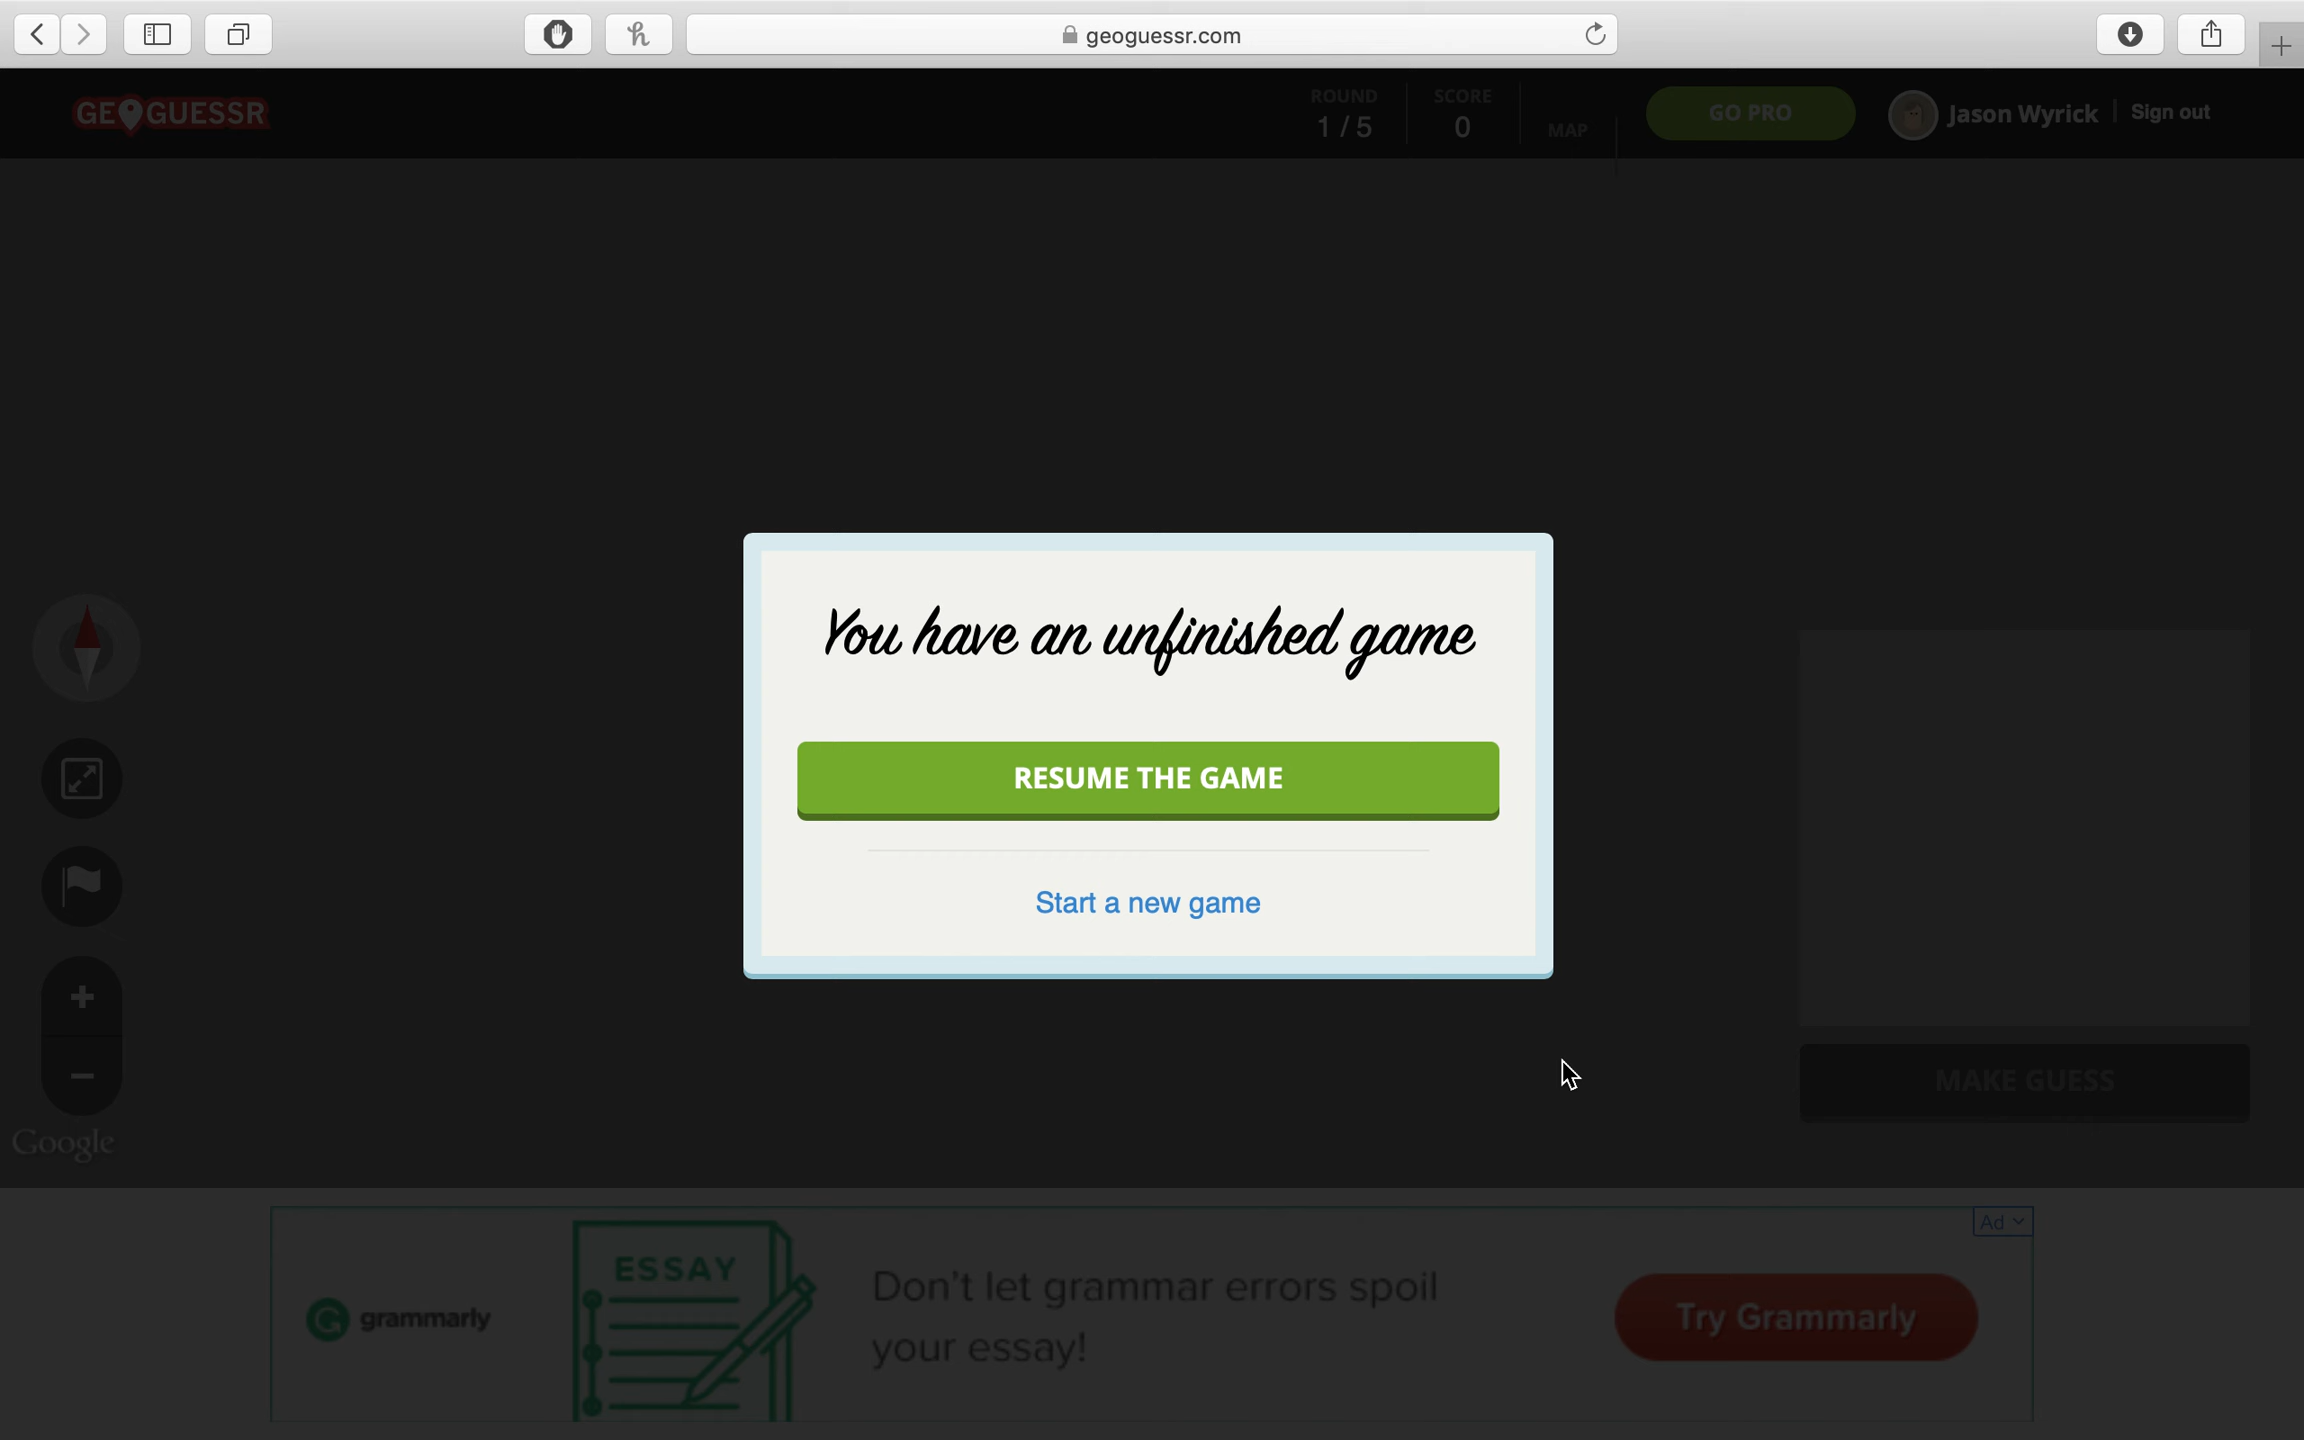 geoguessr.com
GEOGUESSR
ROUND
1 / 5
SCORE
0
MAP
GO PRO
Jason Wyrick
Sign out
You have an unfinished game
RESUME THE GAME
Start a new game
MAKE GUESS
Google
Ad
grammarly
ESSAY
Don't let grammar errors spoil
your essay!
Try Grammarly